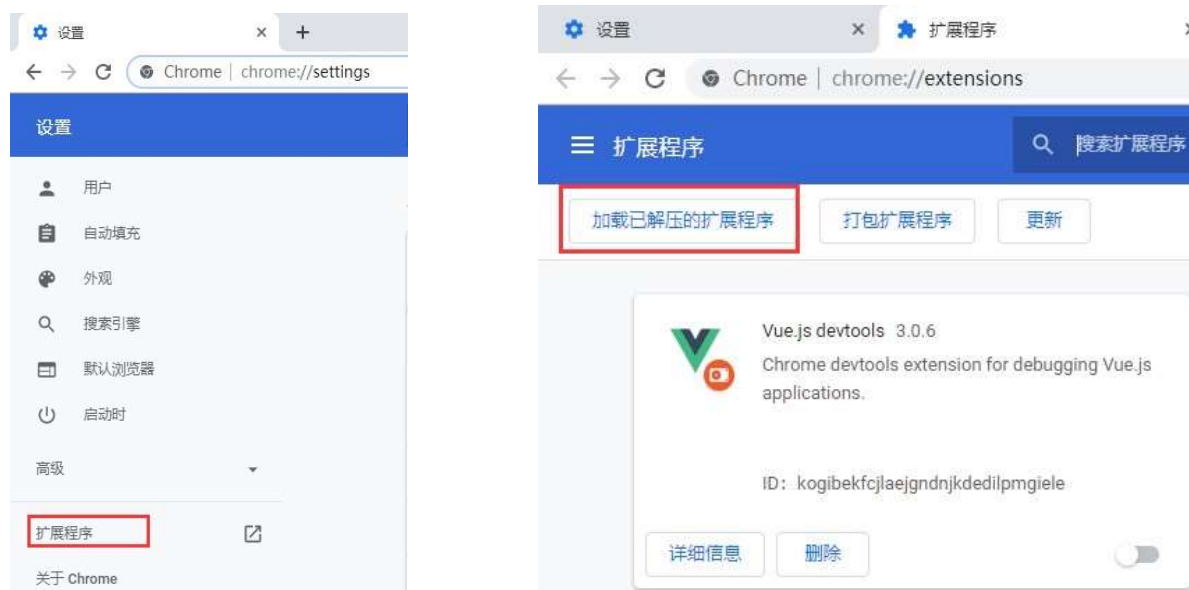 设置
Chrome | chrome://settings
设置
用户
自动填充
外观
搜索引擎
默认浏览器
启动时
高级
扩展程序
关于 Chrome
设置
扩展程序
Chrome | chrome://extensions
扩展程序
搜索扩展程序
加载已解压的扩展程序
打包扩展程序
更新
Vue.js devtools 3.0.6
Chrome devtools extension for debugging Vue.js
applications.
ID: kogibekfcjlaejgndnjkdedilpmgiele
详细信息
删除